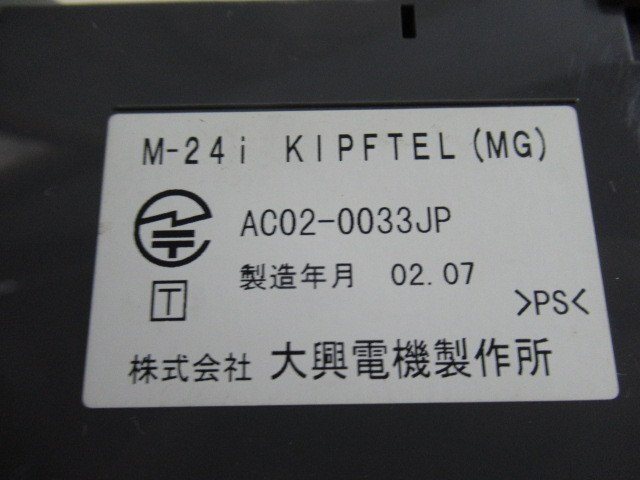 M-24i KIPFTEL(MG)
AC02-0033JP
製造年月 02.07
T
>PS<
株式会社 大興電機製作所